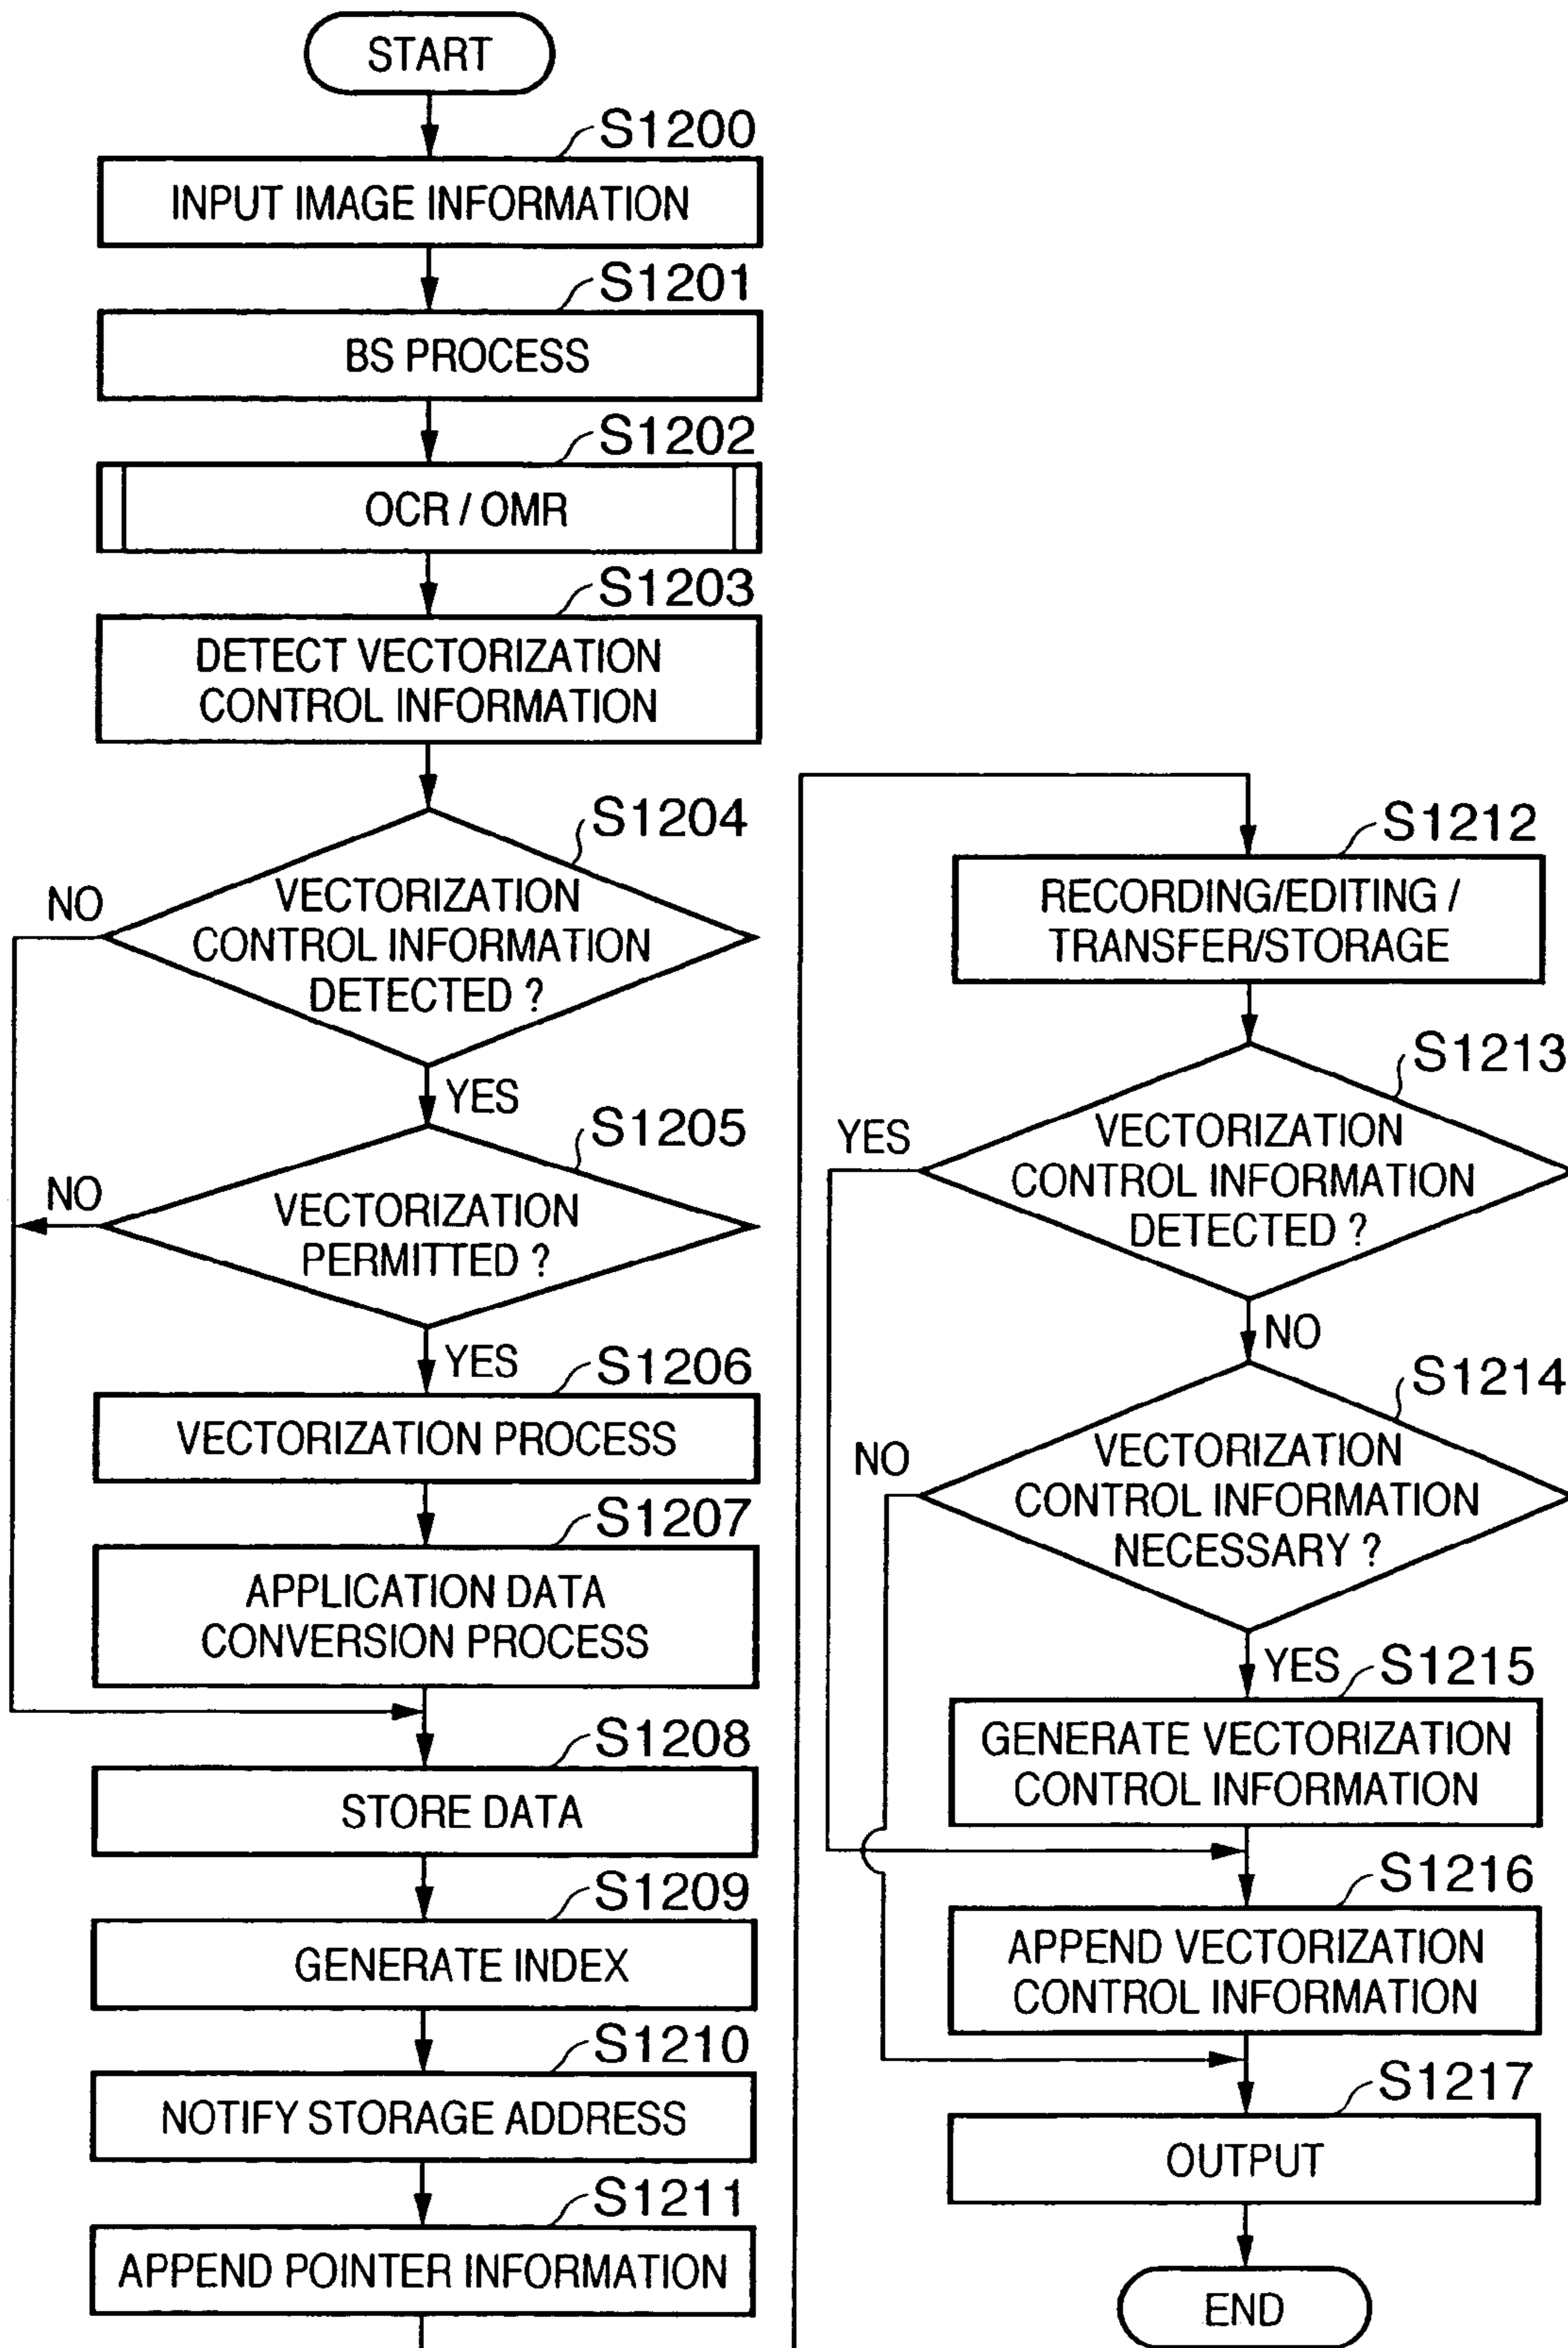 START
S1200
INPUT IMAGE INFORMATION
S1201
BS PROCESS
S1202
OCR / OMR
S1203
DETECT VECTORIZATION
CONTROL INFORMATION
S1204
NO
VECTORIZATION
CONTROL INFORMATION
DETECTED ?
YES
S1205
NO
VECTORIZATION
PERMITTED ?
YES
S1206
VECTORIZATION PROCESS
S1207
APPLICATION DATA
CONVERSION PROCESS
S1208
STORE DATA
S1209
GENERATE INDEX
S1210
NOTIFY STORAGE ADDRESS
S1211
APPEND POINTER INFORMATION
S1212
RECORDING/EDITING /
TRANSFER/STORAGE
S1213
YES
VECTORIZATION
CONTROL INFORMATION
DETECTED ?
NO
S1214
NO
VECTORIZATION
CONTROL INFORMATION
NECESSARY ?
YES
S1215
GENERATE VECTORIZATION
CONTROL INFORMATION
S1216
APPEND VECTORIZATION
CONTROL INFORMATION
S1217
OUTPUT
END